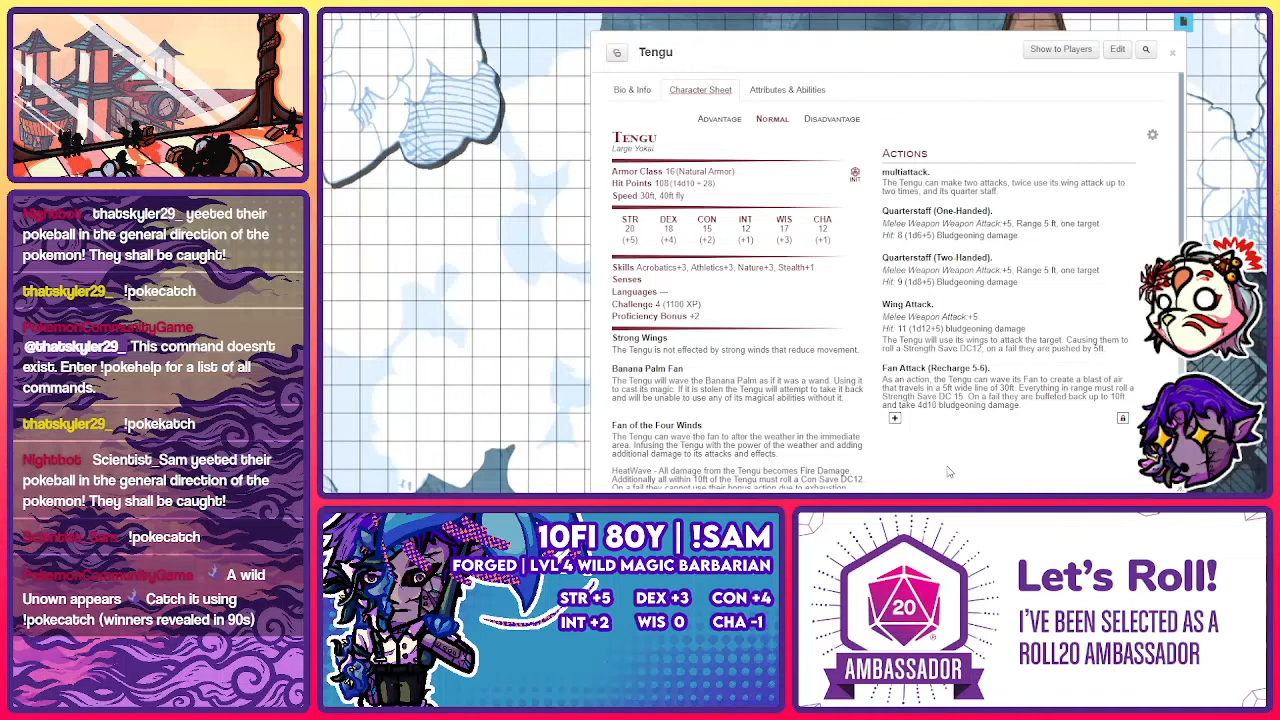 Nightbot thatskyler29_ yeeted their
pokeball in the general direction of the
pokemon! They shall be caught!
thatskyler29_ !pokecatch
PokemonCommunityGame
@thatskyler29_ This command doesn't
exist. Enter !pokehelp for a list of all
commands.
thatskyler29_ !pokekatch
Nightbot Scientist_Sam yeeted their
pokeball in the general direction of the
pokemon! They shall be caught!
Scientist_Sam !pokecatch
PokemonCommunityGame A wild
Unown appears Catch it using
!pokecatch (winners revealed in 90s)
Tengu
Show to Players
Edit
Bio & Info
Character Sheet
Attributes & Abilities
ADVANTAGE NORMAL DISADVANTAGE
TENGU
Large Yokai
Armor Class 16 (Natural Armor)
Hit Points 108 (14d10 + 28)
Speed 30ft, 40ft fly
INIT
STR DEX CON INT WIS CHA
20 18 15 12 17 12
(+5) (+4) (+2) (+1) (+3) (+1)
Skills Acrobatics+3, Athletics+3, Nature+3, Stealth+1
Senses
Languages —
Challenge 4 (1100 XP)
Proficiency Bonus +2
Strong Wings
The Tengu is not effected by strong winds that reduce movement.
Banana Palm Fan
The Tengu will wave the Banana Palm as if it was a wand. Using it
to cast its magic. If it is stolen the Tengu will attempt to take it back
and will be unable to use any of its magical abilities without it.
Fan of the Four Winds
The Tengu can wave the fan to alter the weather in the immediate
area. Infusing the Tengu with the power of the weather and adding
additional damage to its attacks and effects.
HeatWave - All damage from the Tengu becomes Fire Damage
Additionally all within 10ft of the Tengu must roll a Con Save DC12.
On a fail they cannot use their bonus action due to exhaustion
ACTIONS
multiattack.
The Tengu can make two attacks, twice use its wing attack up to
two times, and its quarter staff.
Quarterstaff (One-Handed).
Melee Weapon Weapon Attack:+5, Range 5 ft, one target
Hit: 8 (1d6+5) Bludgeoning damage
Quarterstaff (Two-Handed).
Melee Weapon Weapon Attack:+5, Range 5 ft, one target
Hit: 9 (1d8+5) Bludgeoning damage
Wing Attack.
Melee Weapon Attack:+5
Hit: 11 (1d12+5) bludgeoning damage
The Tengu will use its wings to attack the target. Causing them to
roll a Strength Save DC12, on a fail they are pushed by 5ft
Fan Attack (Recharge 5-6).
As an action, the Tengu can wave its Fan to create a blast of air
that travels in a 5ft wide line of 30ft. Everything in range must roll a
Strength Save DC 15. On a fail they are buffeted back up to 10ft
and take 4d10 bludgeoning damage.
10FI 80Y | !SAM
FORGED | LVL 4 WILD MAGIC BARBARIAN
STR +5 DEX +3 CON +4
INT +2 WIS 0 CHA -1
20
AMBASSADOR
Let's Roll!
I'VE BEEN SELECTED AS A
ROLL20 AMBASSADOR